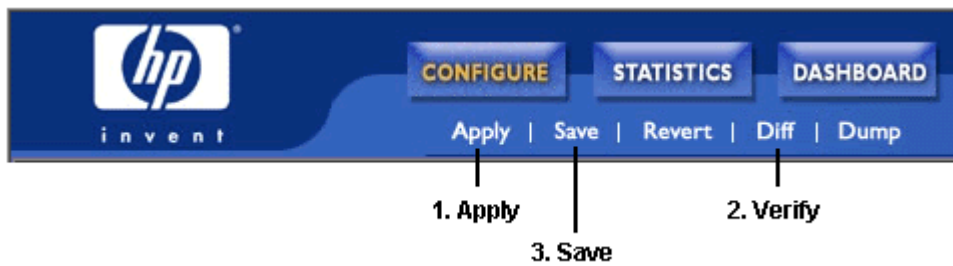 hp
invent
CONFIGURE STATISTICS DASHBOARD
Apply | Save | Revert | Diff | Dump
1. Apply 2. Verify
3. Save